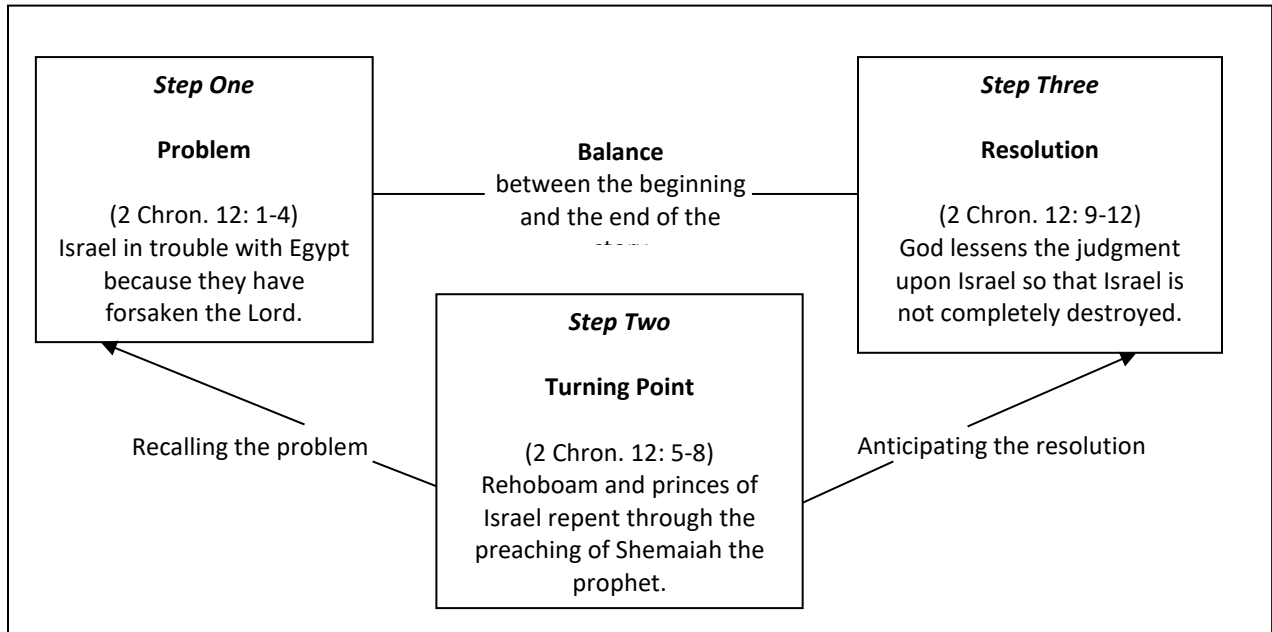 Step One
Problem
(2 Chron. 12: 1-4)
Israel in trouble with Egypt
because they have
forsaken the Lord.
Balance
between the beginning
and the end of the
Step Three
Resolution
(2 Chron. 12: 9-12)
God lessens the judgment
upon Israel so that Israel is
not completely destroyed.
Step Two
Turning Point
(2 Chron. 12: 5-8)
Rehoboam and princes of
Israel repent through the
preaching of Shemaiah the
prophet.
Recalling the problem
Anticipating the resolution